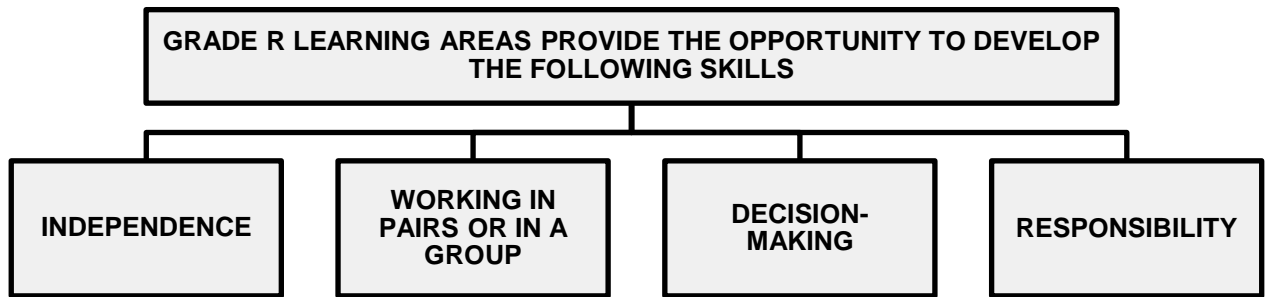 GRADE R LEARNING AREAS PROVIDE THE OPPORTUNITY TO DEVELOP
THE FOLLOWING SKILLS
INDEPENDENCE
WORKING IN
PAIRS OR IN A
GROUP
DECISION-
MAKING
RESPONSIBILITY